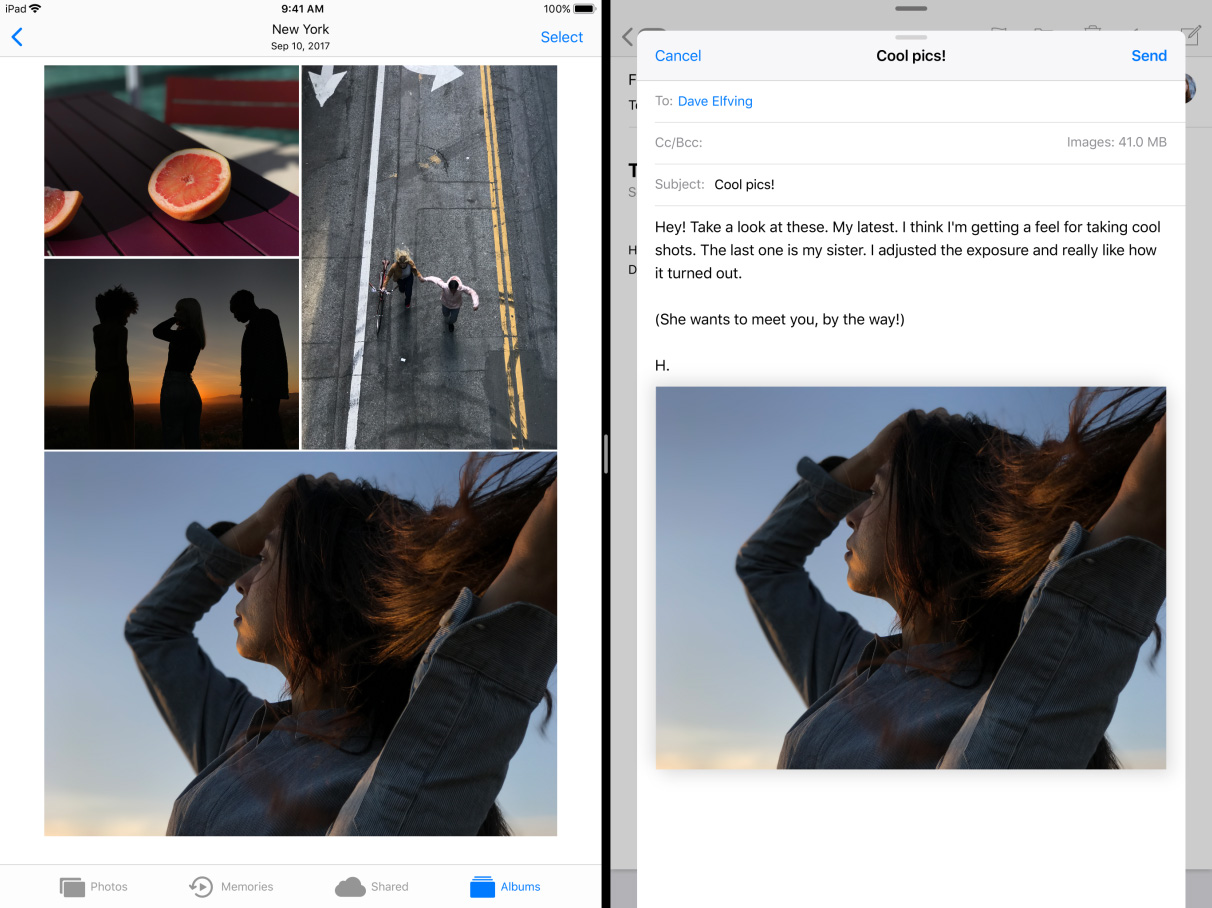 iPad
9:41 AM
100%
New York
Sep 10, 2017
Select
Photos
Memories
Shared
Albums
Cancel
Cool pics!
Send
To: Dave Elfving
Cc/Bcc:
Images: 41.0 MB
Subject: Cool pics!
Hey! Take a look at these. My latest. I think I'm getting a feel for taking cool
shots. The last one is my sister. I adjusted the exposure and really like how
it turned out.
(She wants to meet you, by the way!)
H.